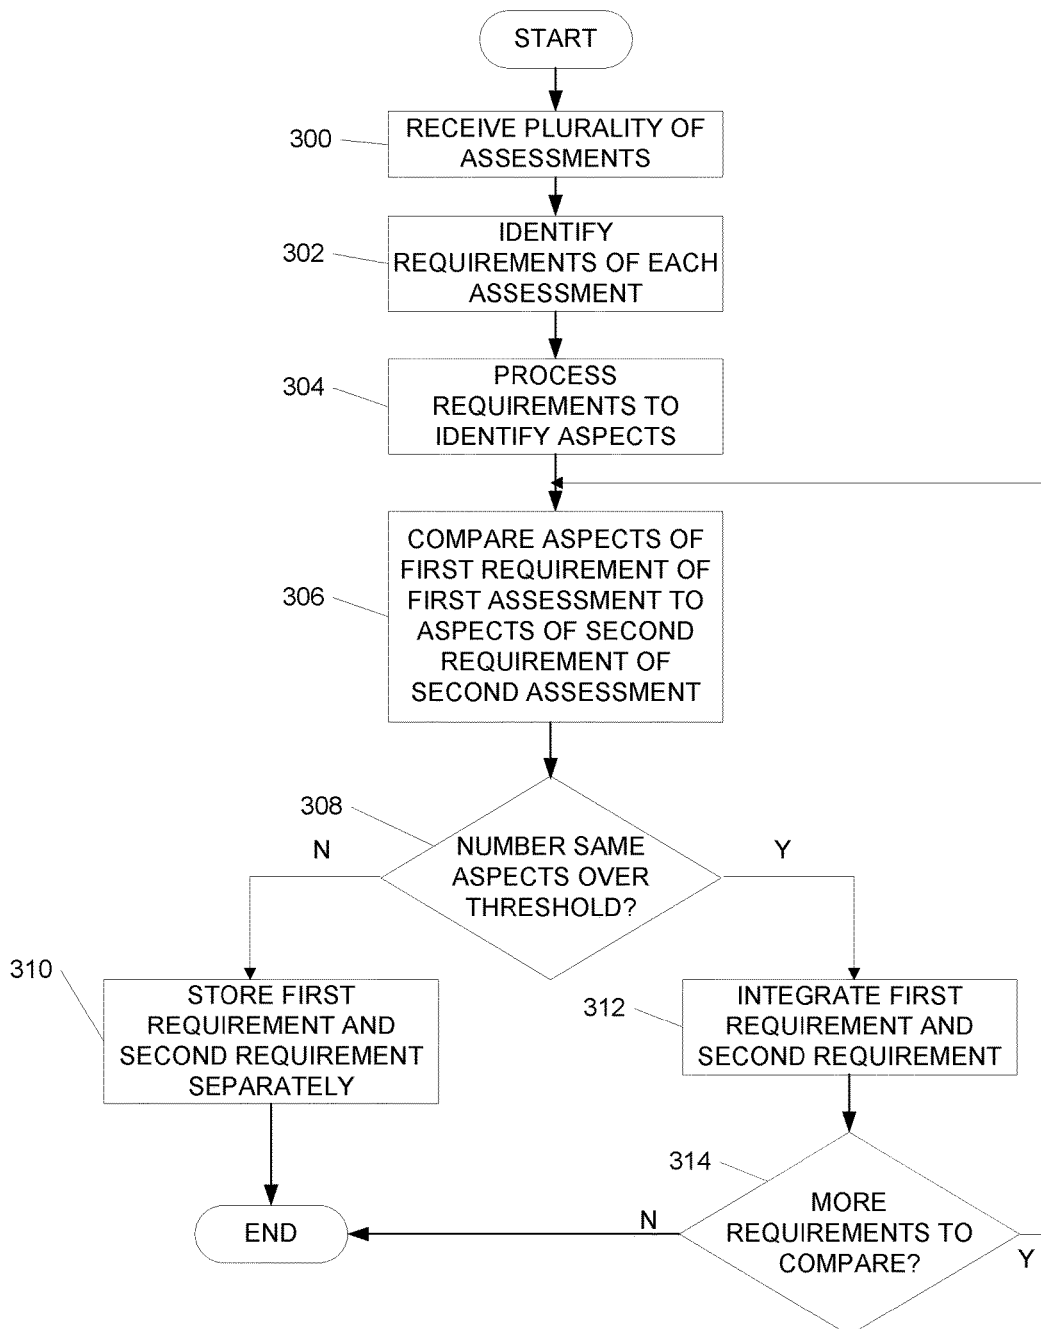 START
300
RECEIVE PLURALITY OF
ASSESSMENTS
302
IDENTIFY
REQUIREMENTS OF EACH
ASSESSMENT
304
PROCESS
REQUIREMENTS TO
IDENTIFY ASPECTS
306
COMPARE ASPECTS OF
FIRST REQUIREMENT OF
FIRST ASSESSMENT TO
ASPECTS OF SECOND
REQUIREMENT OF
SECOND ASSESSMENT
308
N
NUMBER SAME
ASPECTS OVER
THRESHOLD?
Y
310
STORE FIRST
REQUIREMENT AND
SECOND REQUIREMENT
SEPARATELY
312
INTEGRATE FIRST
REQUIREMENT AND
SECOND REQUIREMENT
314
MORE
REQUIREMENTS TO
COMPARE?
N
Y
END